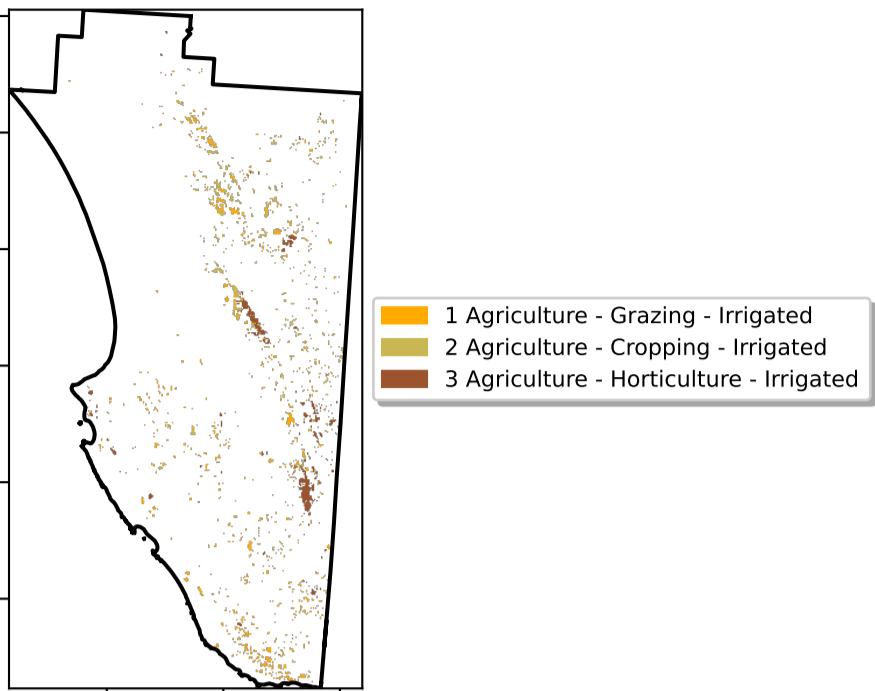 1 Agriculture - Grazing - Irrigated
2 Agriculture - Cropping - Irrigated
3 Agriculture - Horticulture - Irrigated